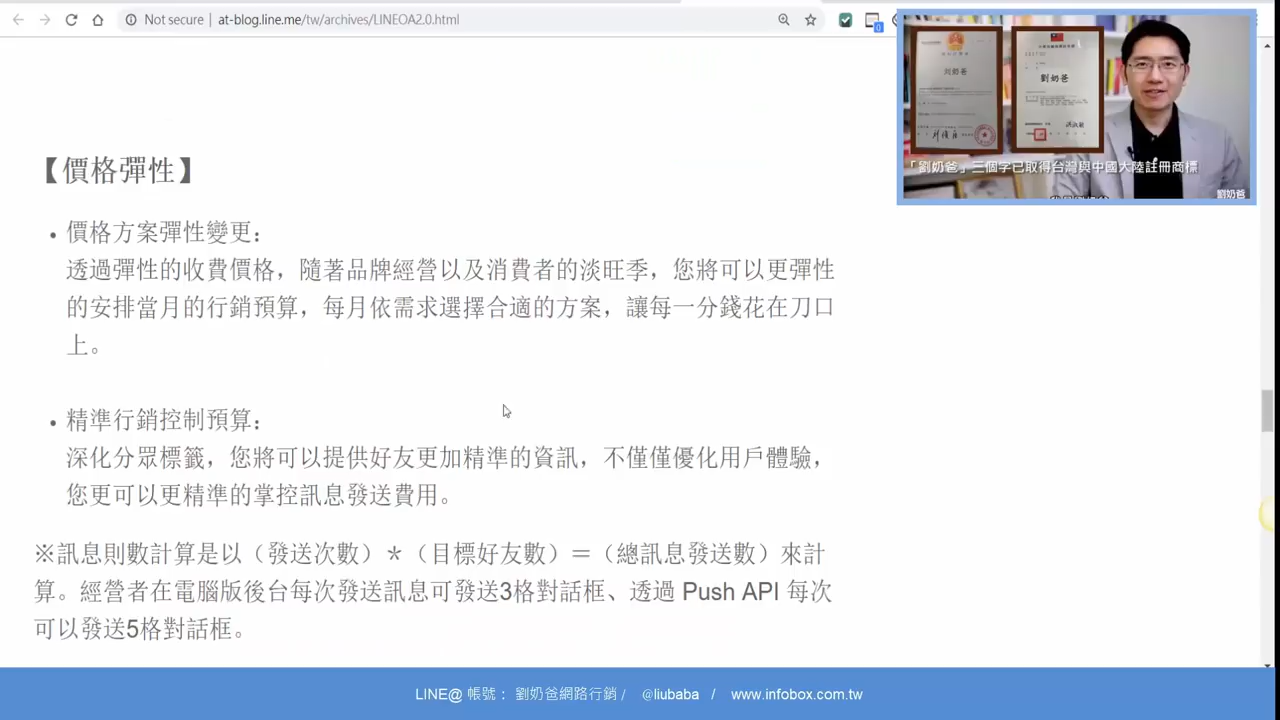 Not secure | at-blog.line.me/tw/archives/LINEOA2.0.html
刘奶爸
劉奶爸
「劉奶爸」三個字已取得台灣與中國大陸註冊商標
劉奶爸
【價格彈性】
• 價格方案彈性變更：
透過彈性的收費價格，隨著品牌經營以及消費者的淡旺季，您將可以更彈性
的安排當月的行銷預算，每月依需求選擇合適的方案，讓每一分錢花在刀口
上。
• 精準行銷控制預算：
深化分眾標籤，您將可以提供好友更加精準的資訊，不僅僅優化用戶體驗，
您更可以更精準的掌控訊息發送費用。
※訊息則數計算是以（發送次數）＊（目標好友數）＝（總訊息發送數）來計
算。經營者在電腦版後台每次發送訊息可發送3格對話框、透過 Push API 每次
可以發送5格對話框。
LINE@ 帳號： 劉奶爸網路行銷 / @liubaba / www.infobox.com.tw